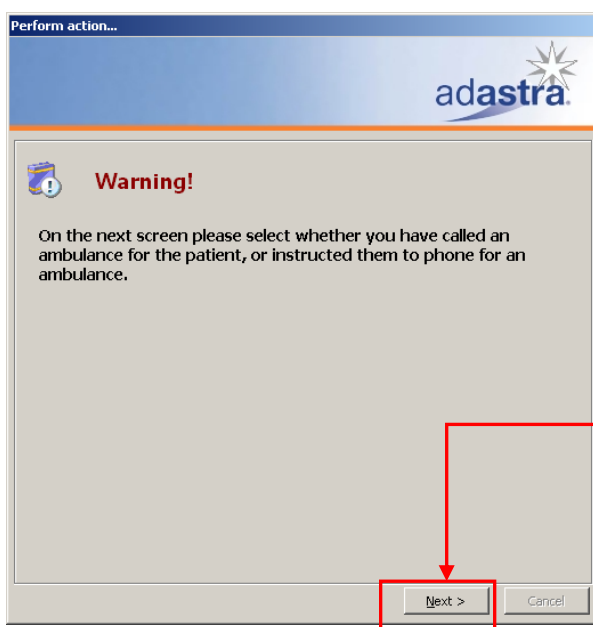 Perform action...
adastra.
Warning!
On the next screen please select whether you have called an
ambulance for the patient, or instructed them to phone for an
ambulance.
Next >
Cancel